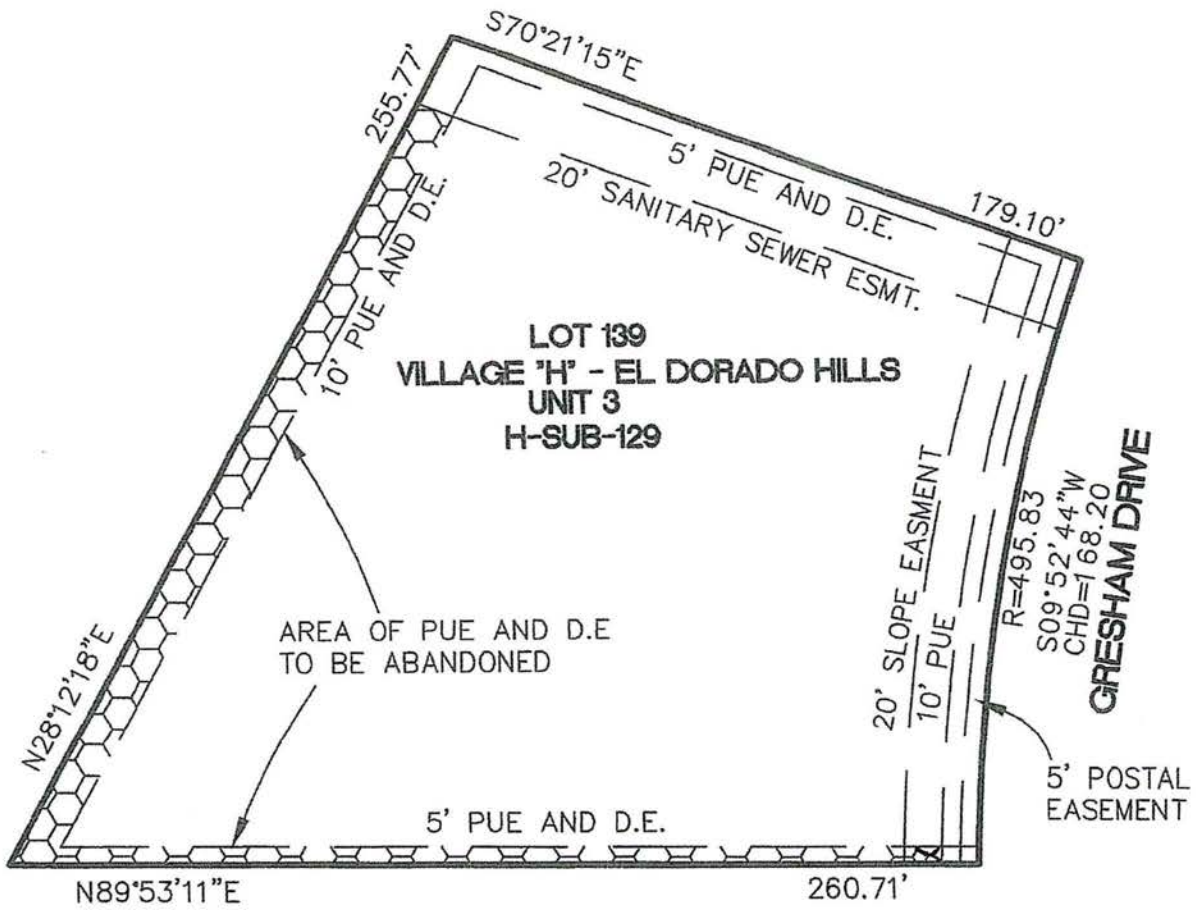 S70°21'15"E
255.77'
5' PUE AND D.E.
179.10'
20' SANITARY SEWER ESMT.
10' PUE AND D.E.
LOT 139
VILLAGE "H" - EL DORADO HILLS
UNIT 3
H-SUB-129
20' SLOPE EASMENT
10' PUE
R=495.83
S09°52'44"W
CHD=168.20
GRESHAM DRIVE
AREA OF PUE AND D.E
TO BE ABANDONED
N28°12'18"E
5' POSTAL
EASEMENT
5' PUE AND D.E.
N89°53'11"E
260.71'